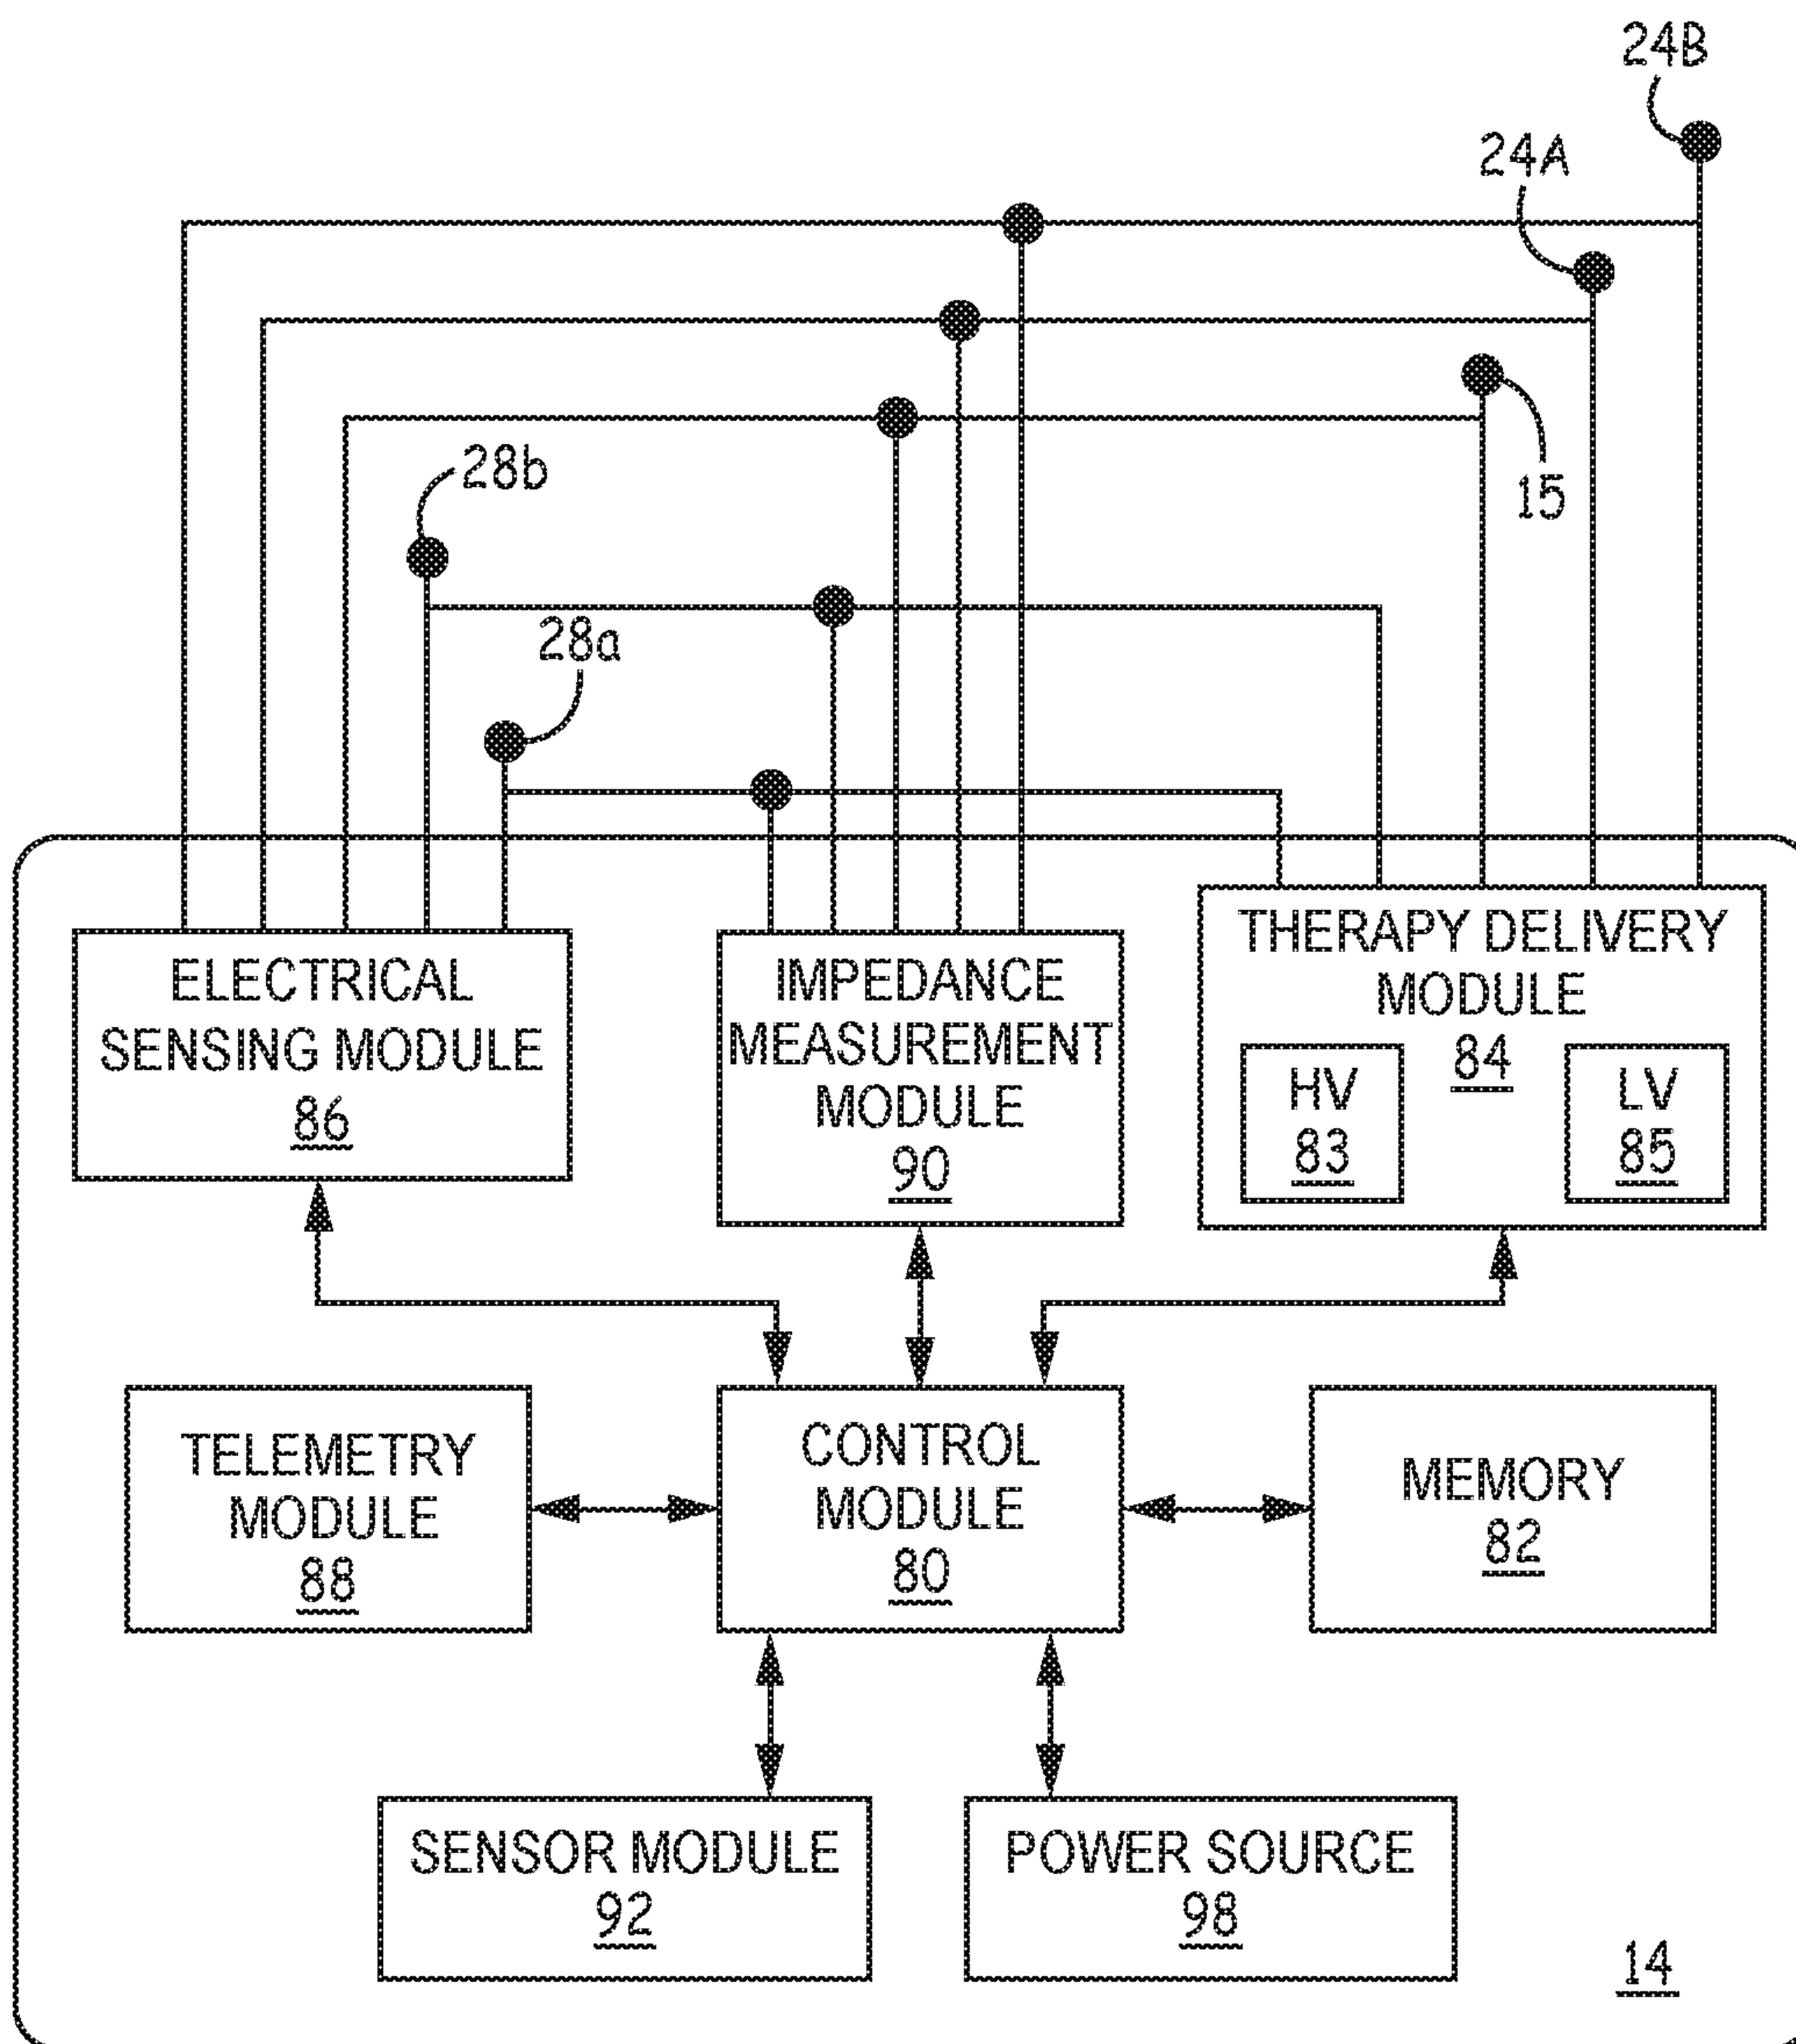 24B
24A
15
28b
28a
ELECTRICAL
SENSING MODULE
86
IMPEDANCE
MEASUREMENT
MODULE
90
THERAPY DELIVERY
MODULE
84
HV
83
LV
85
TELEMETRY
MODULE
88
CONTROL
MODULE
80
MEMORY
82
SENSOR MODULE
92
POWER SOURCE
98
14